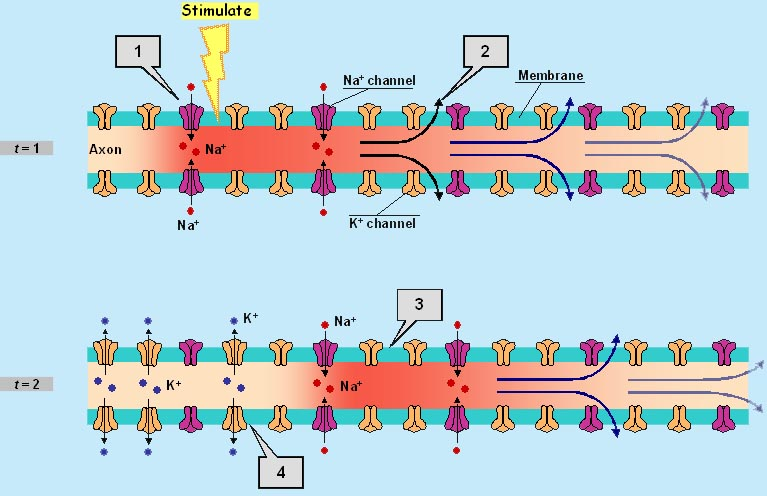 Stimulate
1
2
Na⁺ channel
Membrane
t = 1
Axon
Na⁺
Na⁺
K⁺ channel
3
K⁺
Na⁺
t = 2
K⁺
Na⁺
4